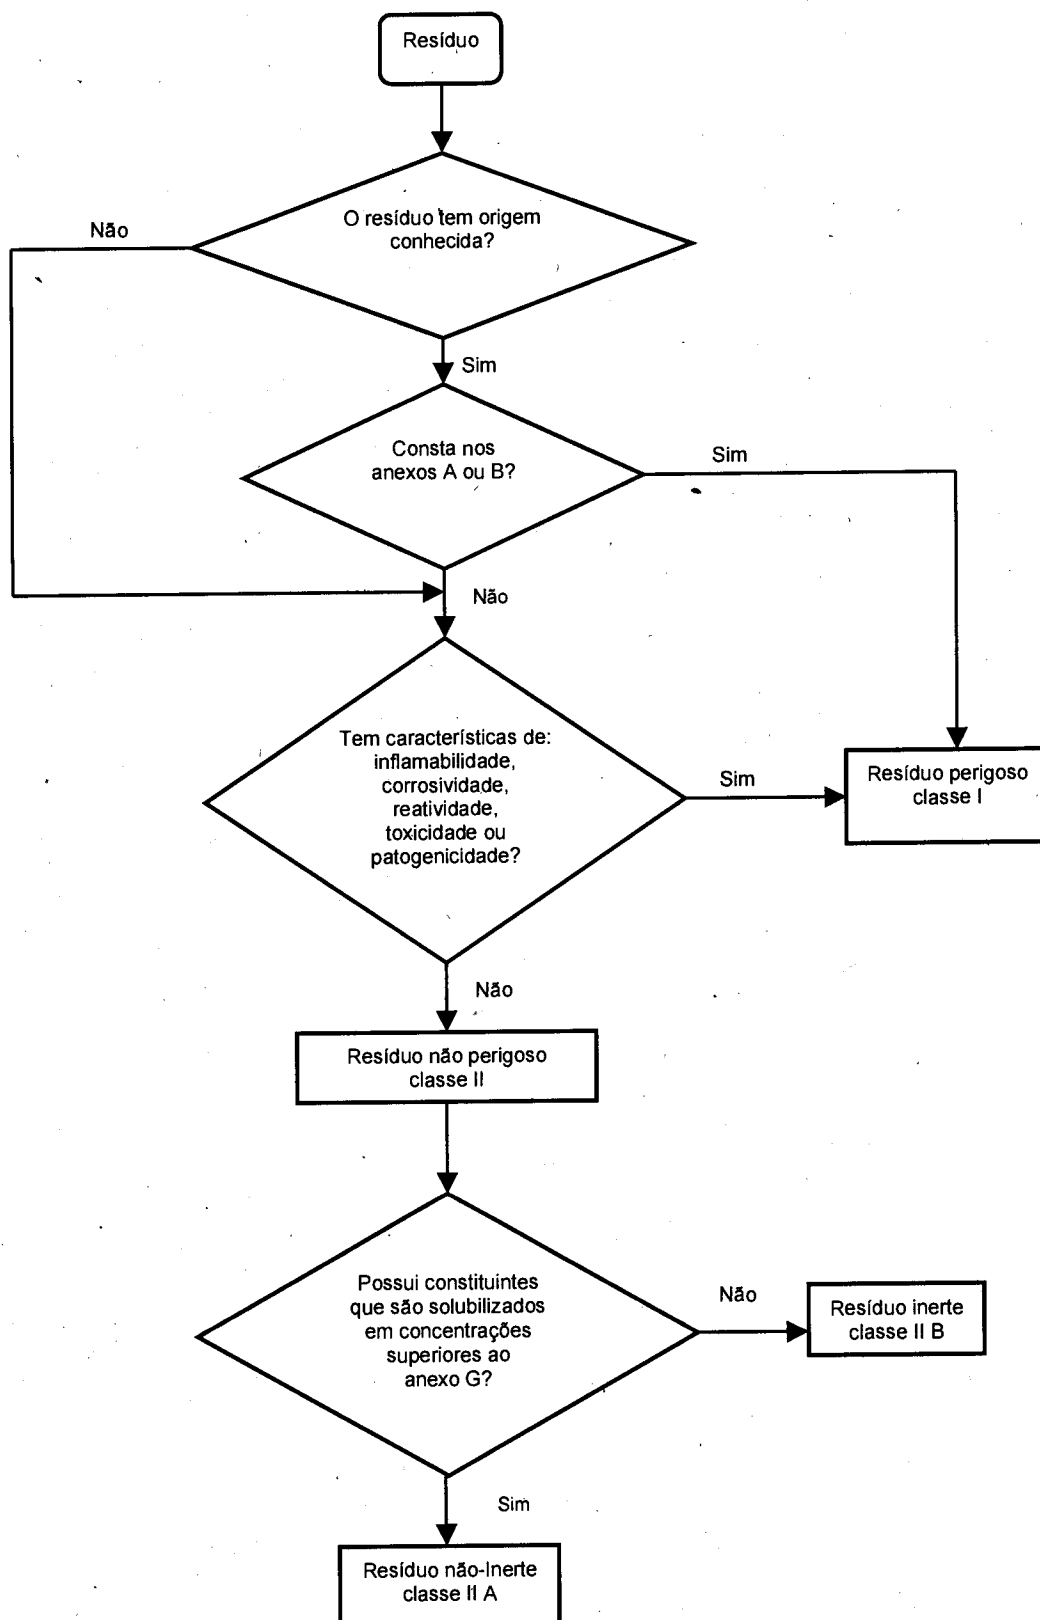 Resíduo
O resíduo tem origem
conhecida?
Não
Sim
Consta nos
anexos A ou B?
Sim
Não
Tem características de:
inflamabilidade,
corrosividade,
reatividade,
toxicidade ou
patogenicidade?
Sim
Resíduo perigoso
classe I
Não
Resíduo não perigoso
classe II
Possui constituintes
que são solubilizados
em concentrações
superiores ao
anexo G?
Não
Resíduo inerte
classe II B
Sim
Resíduo não-Inerte
classe II A